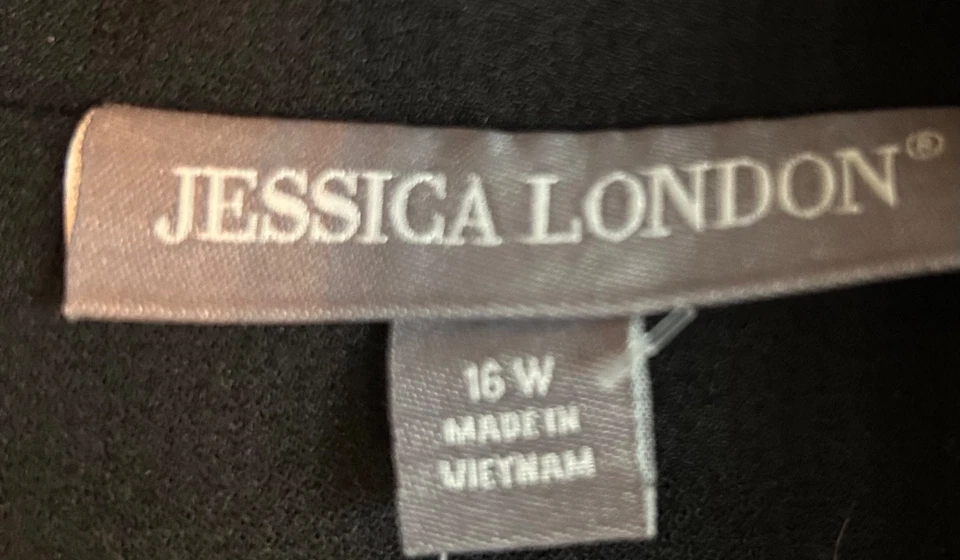 JESSICA LONDON®
16 W
MADE IN
VIETNAM